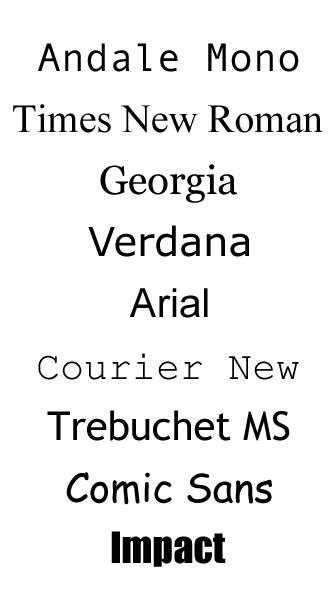 Andale Mono
Times New Roman
Georgia
Verdana
Arial
Courier New
Trebuchet MS
Comic Sans
Impact